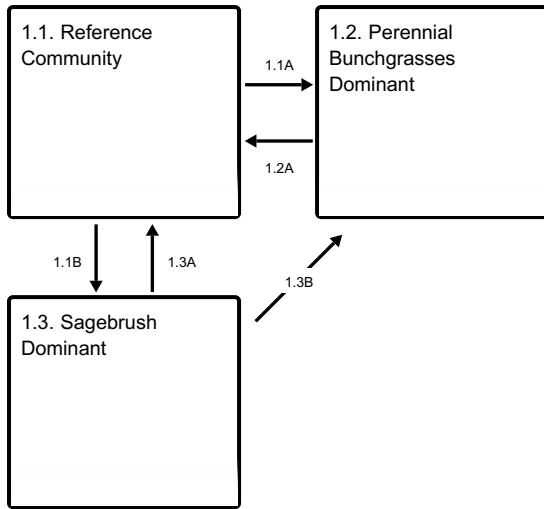 1.1. Reference
Community
1.2. Perennial
Bunchgrasses
Dominant
1.1A
1.2A
1.1B
1.3A
1.3B
1.3. Sagebrush
Dominant